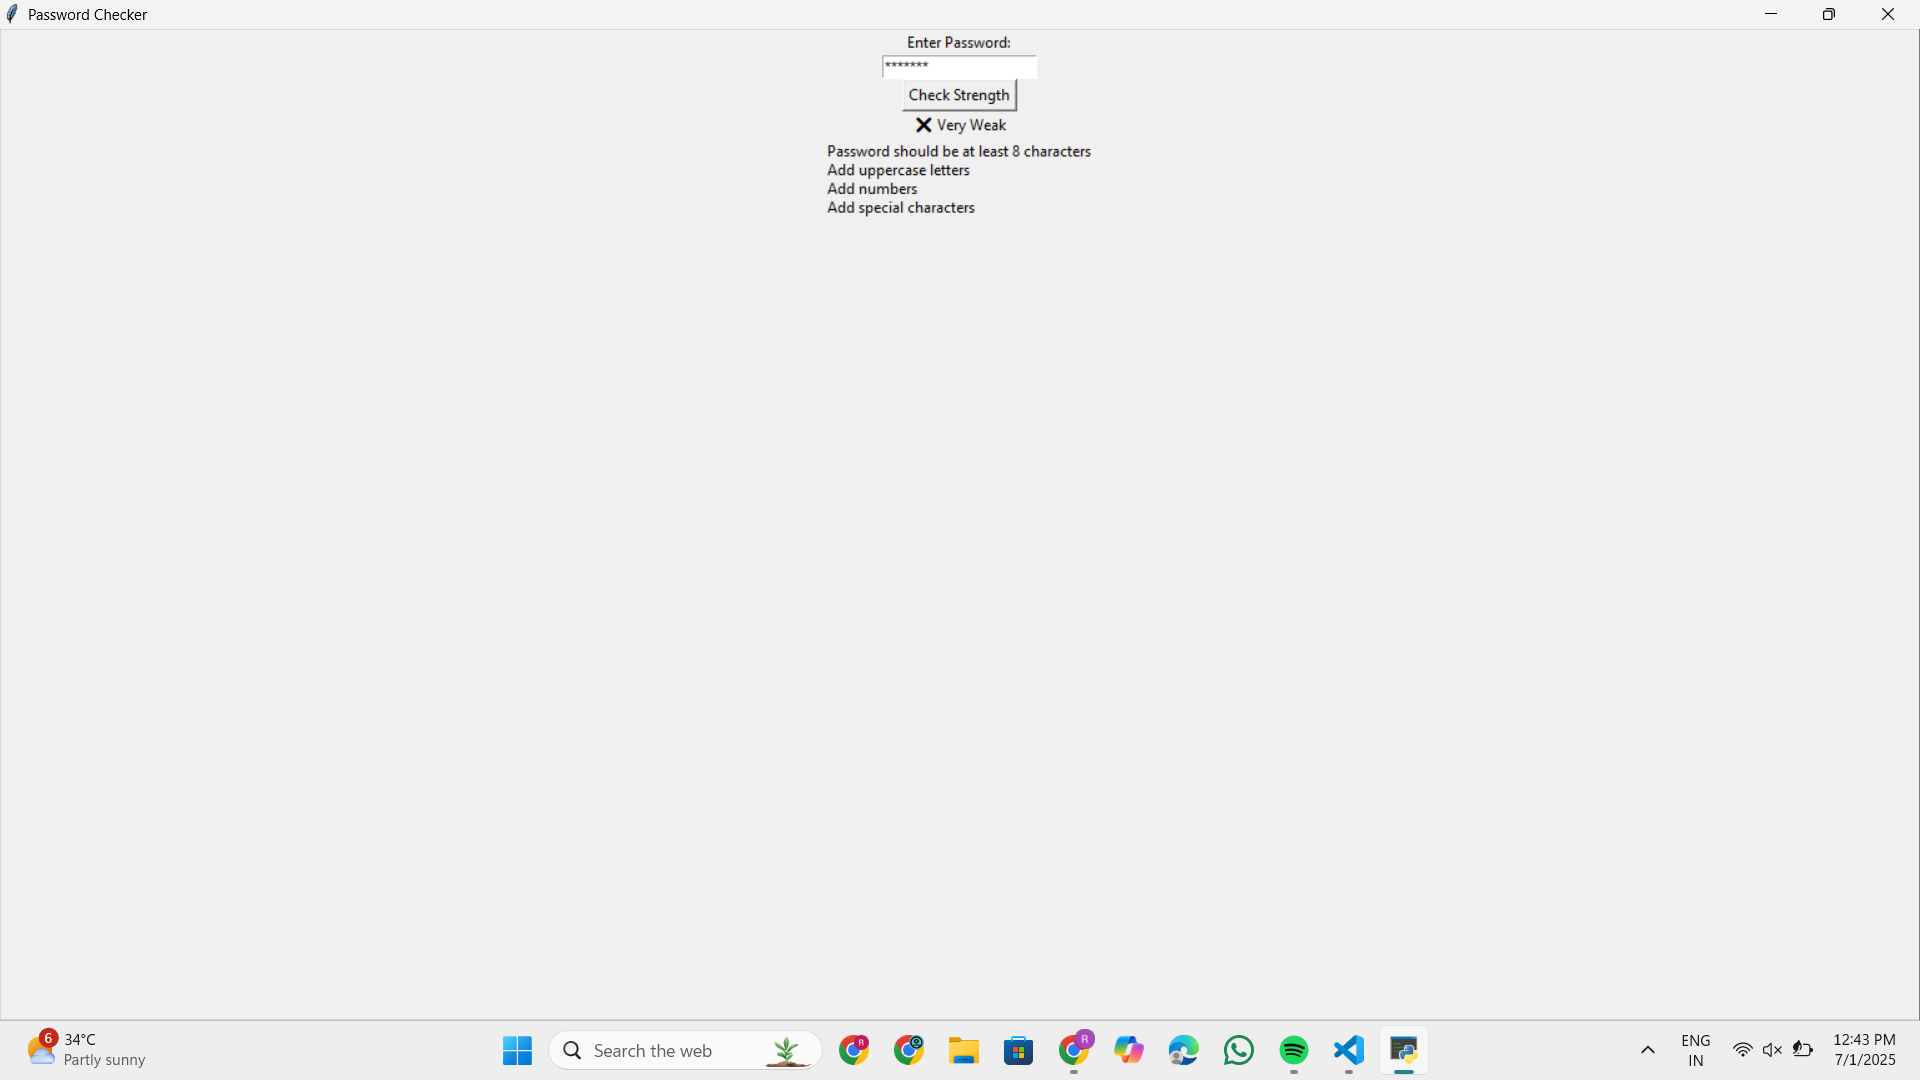 Password Checker
Enter Password:
*******
Check Strength
❌ Very Weak
Password should be at least 8 characters
Add uppercase letters
Add numbers
Add special characters
6
34°C
Partly sunny
Search the web
R
R
ENG
IN
12:43 PM
7/1/2025